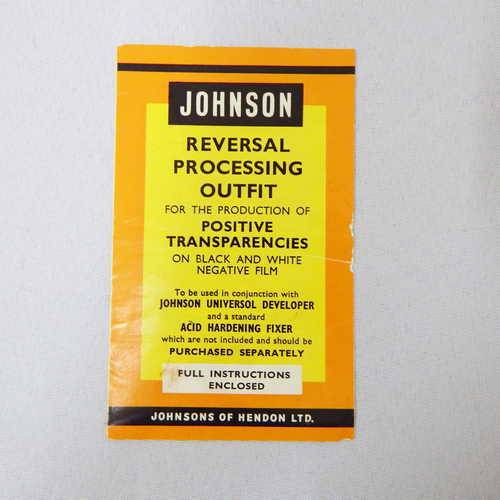 JOHNSON
REVERSAL
PROCESSING
OUTFIT
FOR THE PRODUCTION OF
POSITIVE
TRANSPARENCIES
ON BLACK AND WHITE
NEGATIVE FILM
To be used in conjunction with
JOHNSON UNIVERSOL DEVELOPER
and a standard
ACID HARDENING FIXER
which are not included and should be
PURCHASED SEPARATELY
FULL INSTRUCTIONS
ENCLOSED
JOHNSONS OF HENDON LTD.